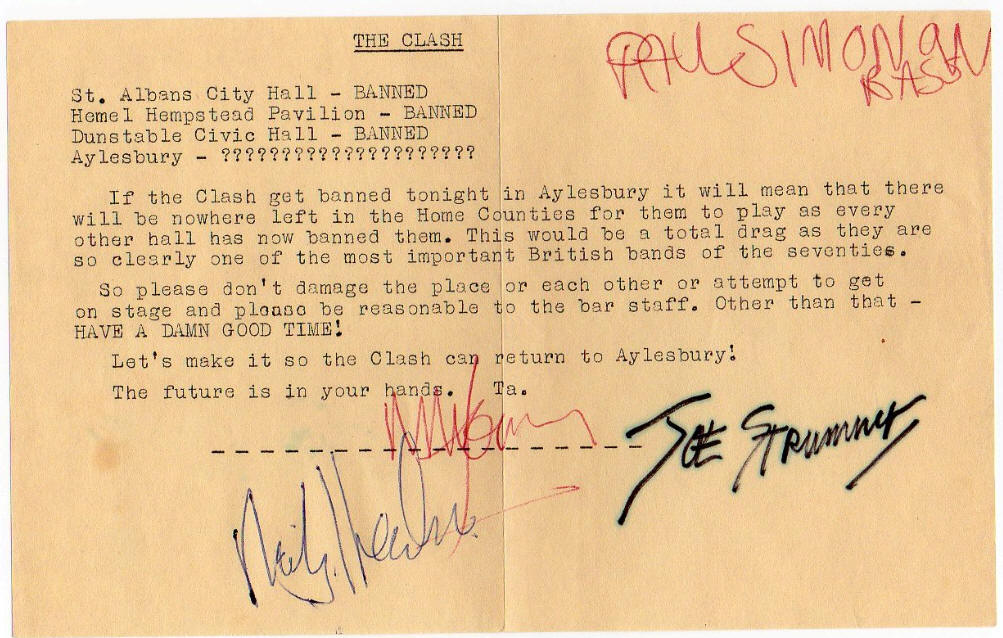 THE CLASH
PAUL SIMONON
BASS
St. Albans City Hall - BANNED
Hemel Hempstead Pavilion - BANNED
Dunstable Civic Hall - BANNED
Aylesbury - ?????????????????????
If the Clash get banned tonight in Aylesbury it will mean that there
will be nowhere left in the Home Counties for them to play as every
other hall has now banned them. This would be a total drag as they are
so clearly one of the most important British bands of the seventies.
So please don't damage the place or each other or attempt to get
on stage and please be reasonable to the bar staff. Other than that -
HAVE A DAMN GOOD TIME!
Let's make it so the Clash can return to Aylesbury!
The future is in your hands. Ta.
JOE STRUMMER